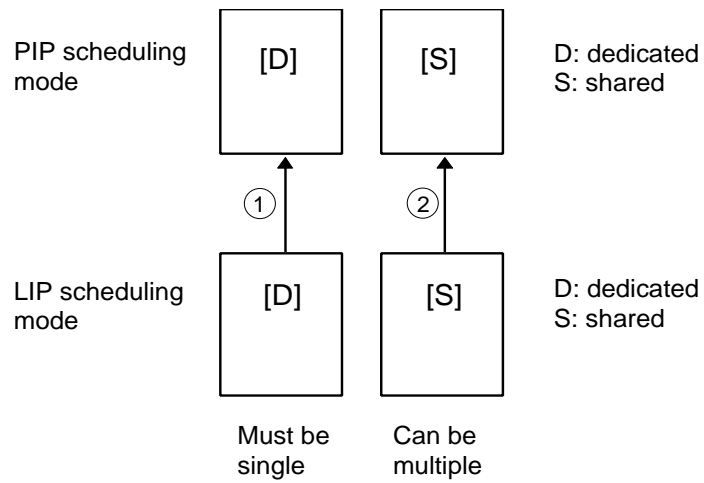 PIP scheduling
mode
[D]
[S]
D: dedicated
S: shared
1
2
LIP scheduling
mode
[D]
[S]
D: dedicated
S: shared
Must be
single
Can be
multiple